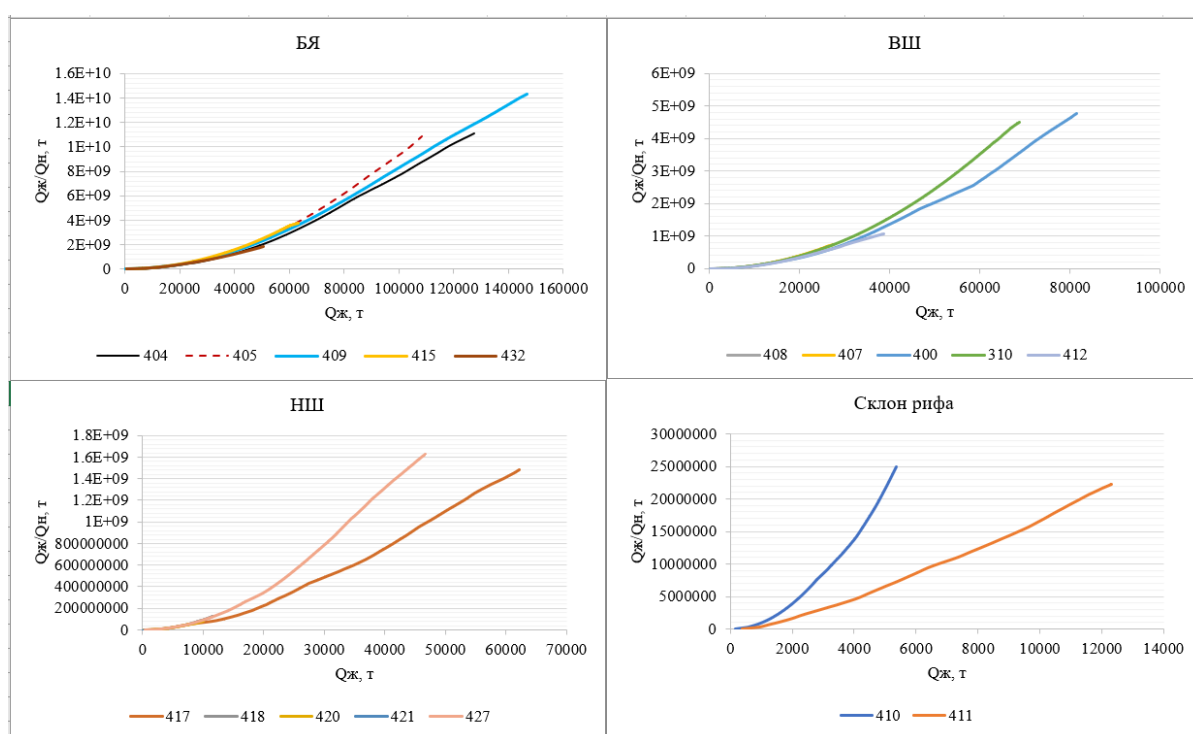 БЯ
1.6E+10
1.4E+10
1.2E+10
1E+10
8E+09
6E+09
4E+09
2E+09
0
Qж/Qн, т
0 20000 40000 60000 80000 100000 120000 140000 160000
Qж, т
404 405 409 415 432
ВШ
6E+09
5E+09
4E+09
3E+09
2E+09
1E+09
0
Qж/Qн, т
0 20000 40000 60000 80000 100000
Qж, т
408 407 400 310 412
НШ
1.8E+09
1.6E+09
1.4E+09
1.2E+09
1E+09
800000000
600000000
400000000
200000000
0
Qж/Qн, т
0 10000 20000 30000 40000 50000 60000 70000
Qж, т
417 418 420 421 427
Склон рифа
30000000
25000000
20000000
15000000
10000000
5000000
0
Qж/Qн, т
0 2000 4000 6000 8000 10000 12000 14000
Qж, т
410 411